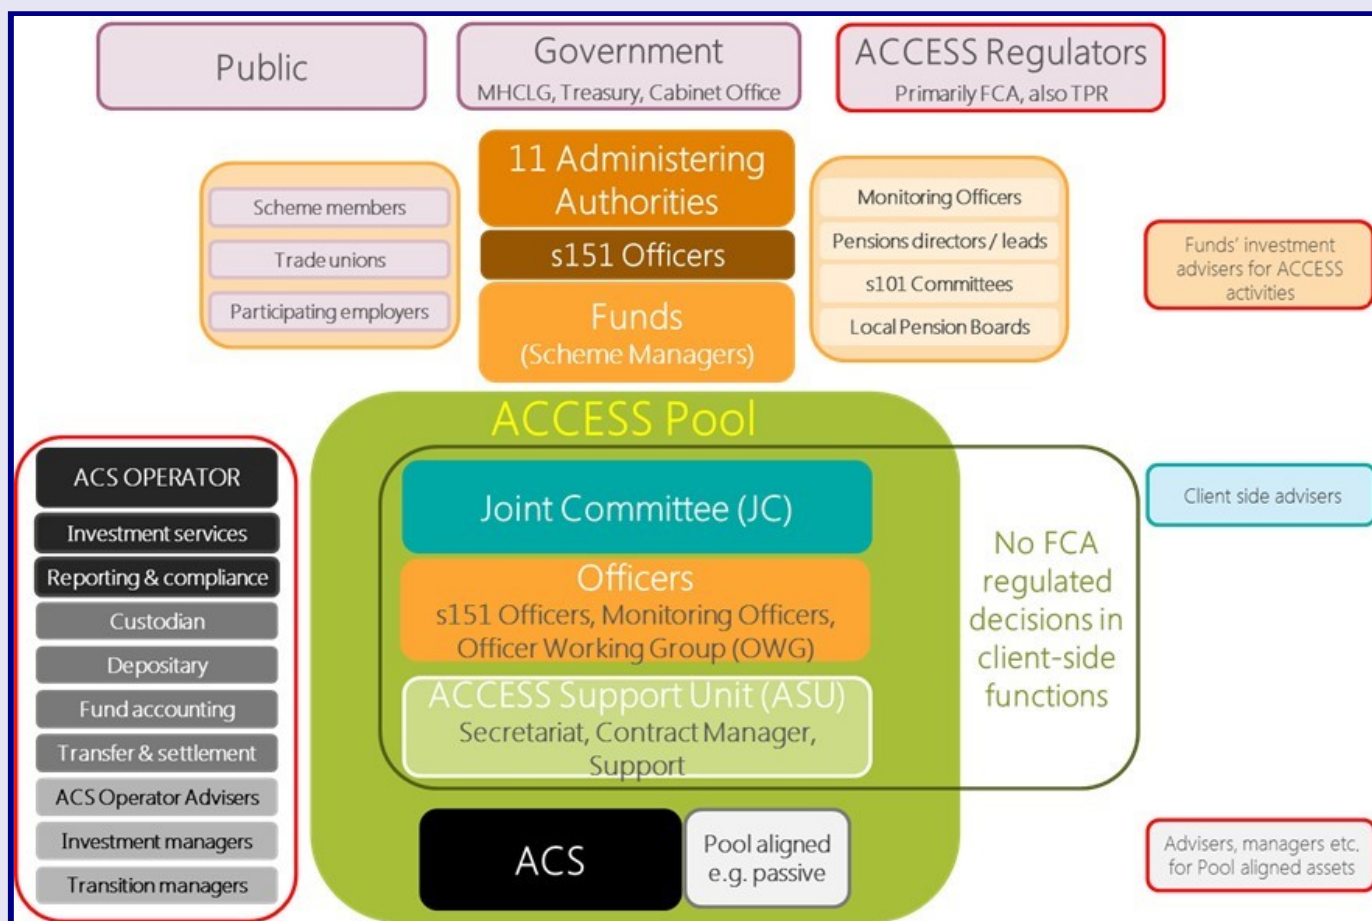 Public
Government
MHCLG, Treasury, Cabinet Office
ACCESS Regulators
Primarily FCA, also TPR
Scheme members
Trade unions
Participating employers
11 Administering
Authorities
s151 Officers
Funds
(Scheme Managers)
Monitoring Officers
Pensions directors / leads
s101 Committees
Local Pension Boards
Funds' investment
advisers for ACCESS
activities
ACCESS Pool
ACS OPERATOR
Investment services
Reporting & compliance
Custodian
Depositary
Fund accounting
Transfer & settlement
ACS Operator Advisers
Investment managers
Transition managers
Joint Committee (JC)
Officers
s151 Officers, Monitoring Officers,
Officer Working Group (OWG)
ACCESS Support Unit (ASU)
Secretariat, Contract Manager,
Support
No FCA
regulated
decisions in
client-side
functions
Client side advisers
ACS
Pool aligned
e.g. passive
Advisers, managers etc.
for Pool aligned assets